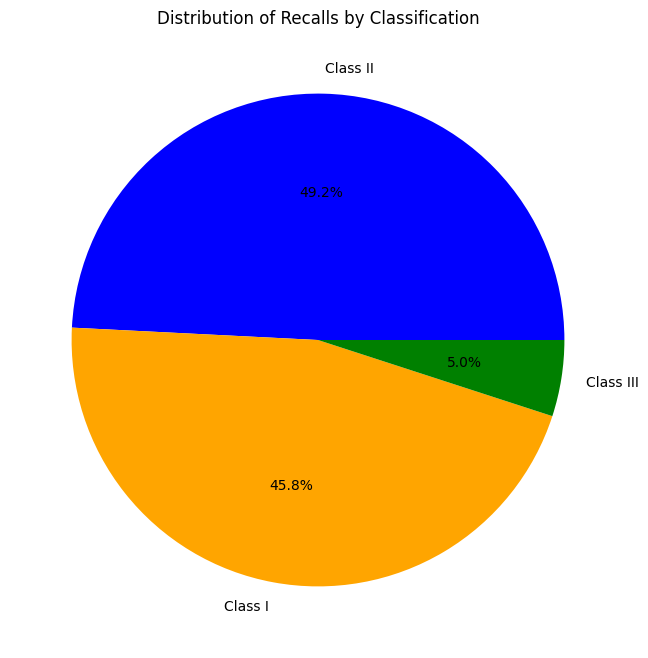 Distribution of Recalls by Classification
Class II
49.2%
5.0%
Class III
45.8%
Class I